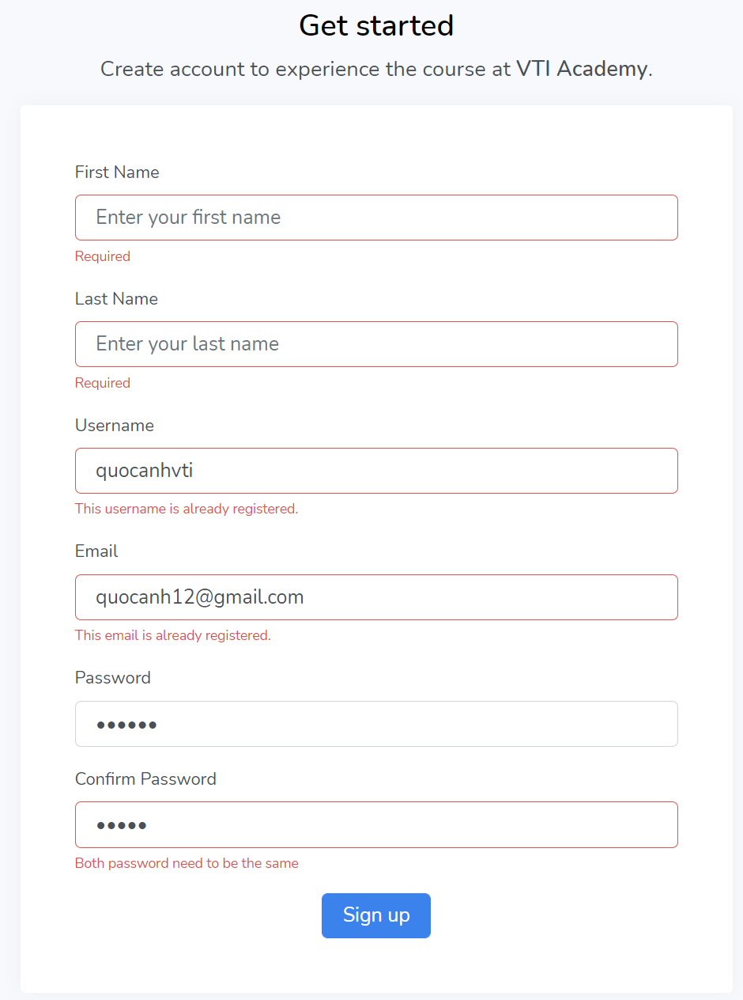 Get started
Create account to experience the course at VTI Academy.
First Name
Enter your first name
Required
Last Name
Enter your last name
Required
Username
quocanhvti
This username is already registered.
Email
quocanh12@gmail.com
This email is already registered.
Password
••••••
Confirm Password
•••••
Both password need to be the same
Sign up